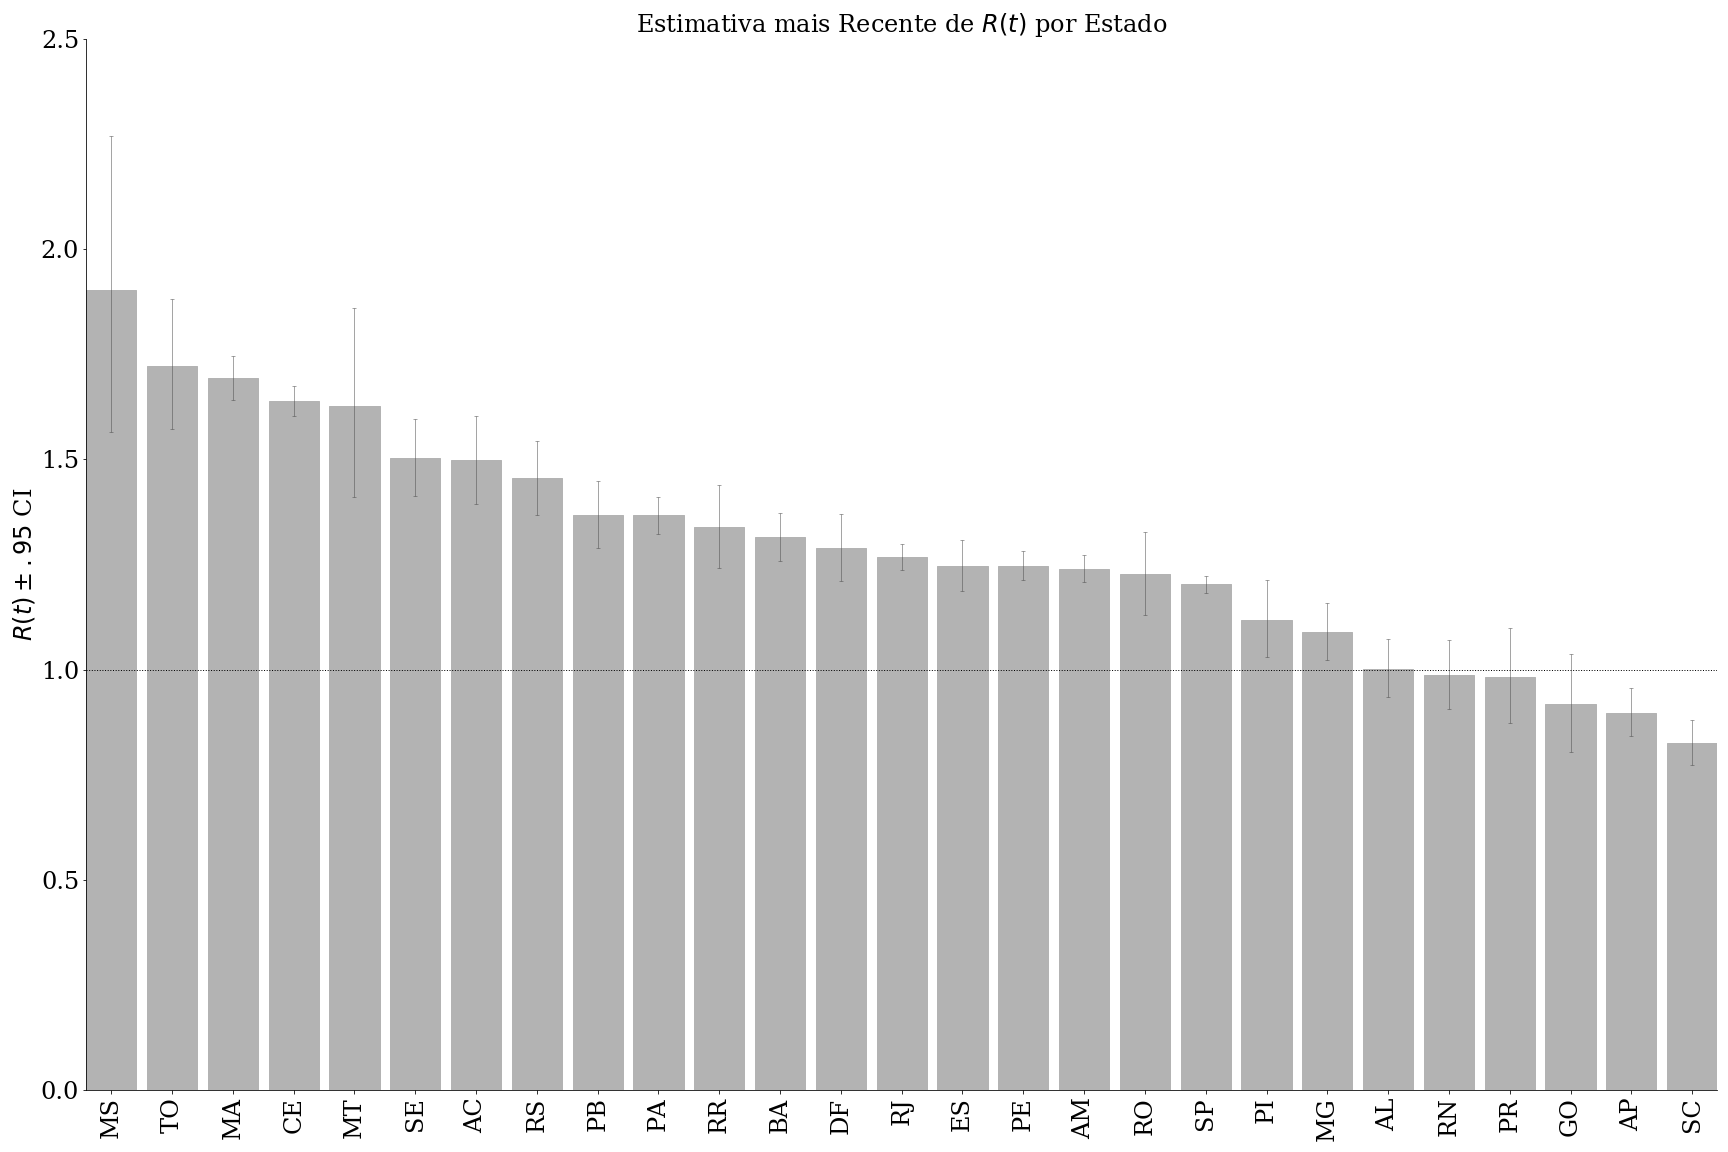 Estimativa mais Recente de R(t) por Estado
R(t) ± .95 CI
2.5
2.0
1.5
1.0
0.5
0.0
MS TO MA CE MT SE AC RS PB PA RR BA DF RJ ES PE AM RO SP PI MG AL RN PR GO AP SC